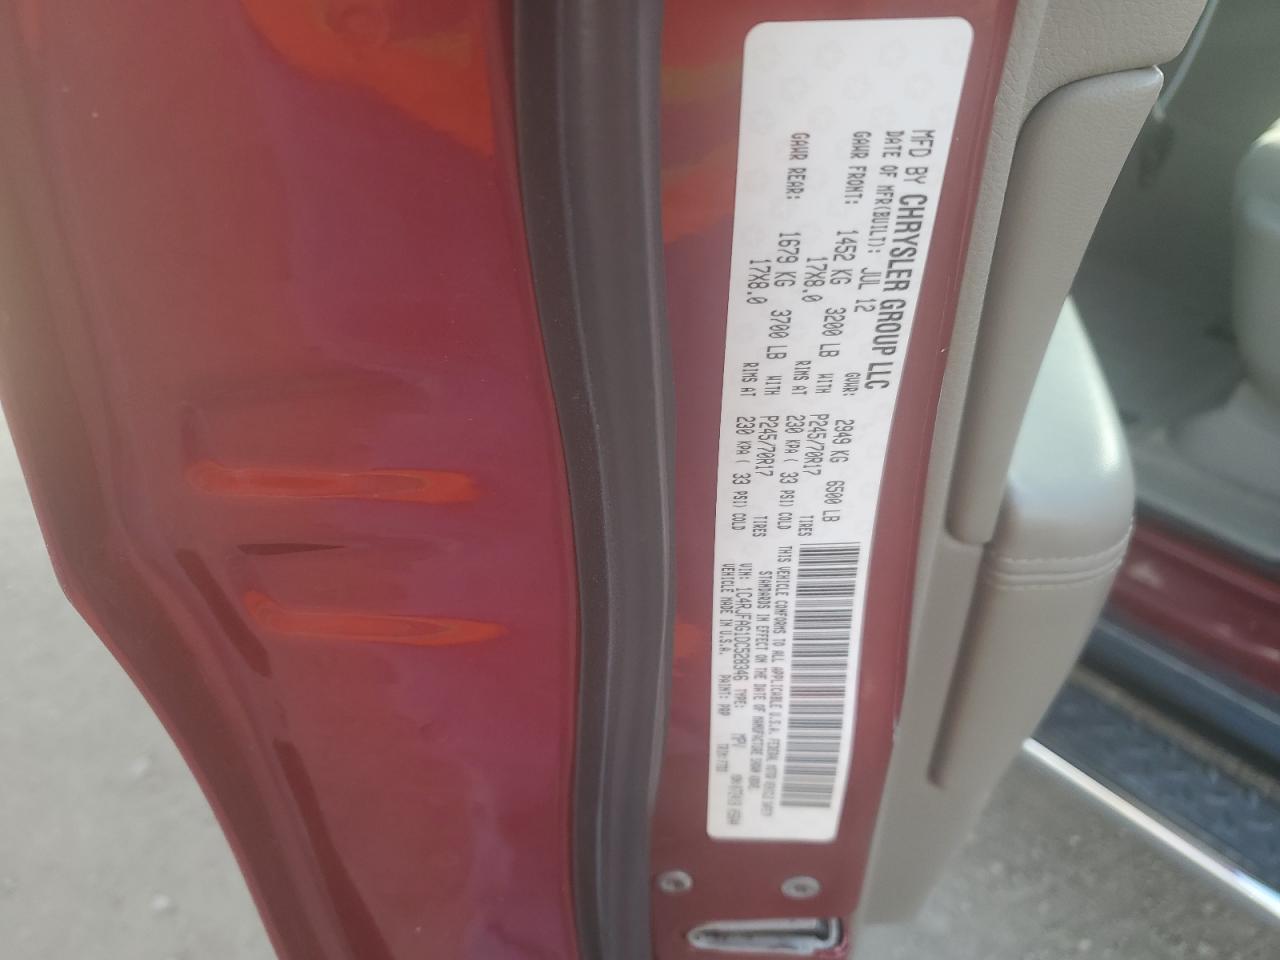 MFD BY CHRYSLER GROUP LLC
DATE OF MFR(BUILT): JUL 12 GVWR: 2949 KG 6500 LB
GAWR FRONT: 1452 KG 3200 LB WITH P245/70R17 TIRES
17X8.0 RIMS AT 230 KPA ( 33 PSI) COLD
GAWR REAR: 1679 KG 3700 LB WITH P245/70R17 TIRES
17X8.0 RIMS AT 230 KPA ( 33 PSI) COLD
THIS VEHICLE CONFORMS TO ALL APPLICABLE U.S.A. FEDERAL MOTOR VEHICLE SAFETY
STANDARDS IN EFFECT ON THE DATE OF MANUFACTURE SHOWN ABOVE.
VIN: 1C4RJFAG1DC528346 TYPE: MPV
VEHICLE MADE IN U.S.A. PAINT: PRP